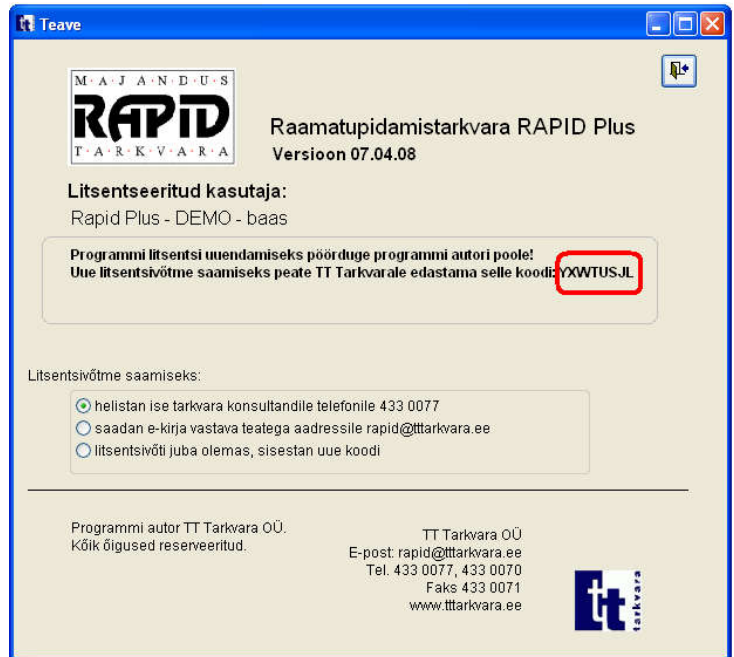 Teave
M·A·J·A·N·D·U·S
RAPID
T·A·R·K·V·A·R·A
Raamatupidamistarkvara RAPID Plus
Versioon 07.04.08
Litsentseeritud kasutaja:
Rapid Plus - DEMO - baas
Programmi litsentsi uuendamiseks pöörduge programmi autori poole!
Uue litsentsivõtme saamiseks peate TT Tarkvarale edastama selle koodi: YXWTUSJL
Litsentsivõtme saamiseks:
helistan ise tarkvara konsultandile telefonile 433 0077
saadan e-kirja vastava teatega aadressile rapid@tttarkvara.ee
litsentsivõti juba olemas, sisestan uue koodi
Programmi autor TT Tarkvara OÜ.
Kõik õigused reserveeritud.
TT Tarkvara OÜ
E-post: rapid@tttarkvara.ee
Tel. 433 0077, 433 0070
Faks 433 0071
www.tttarkvara.ee
tt
tarkvara